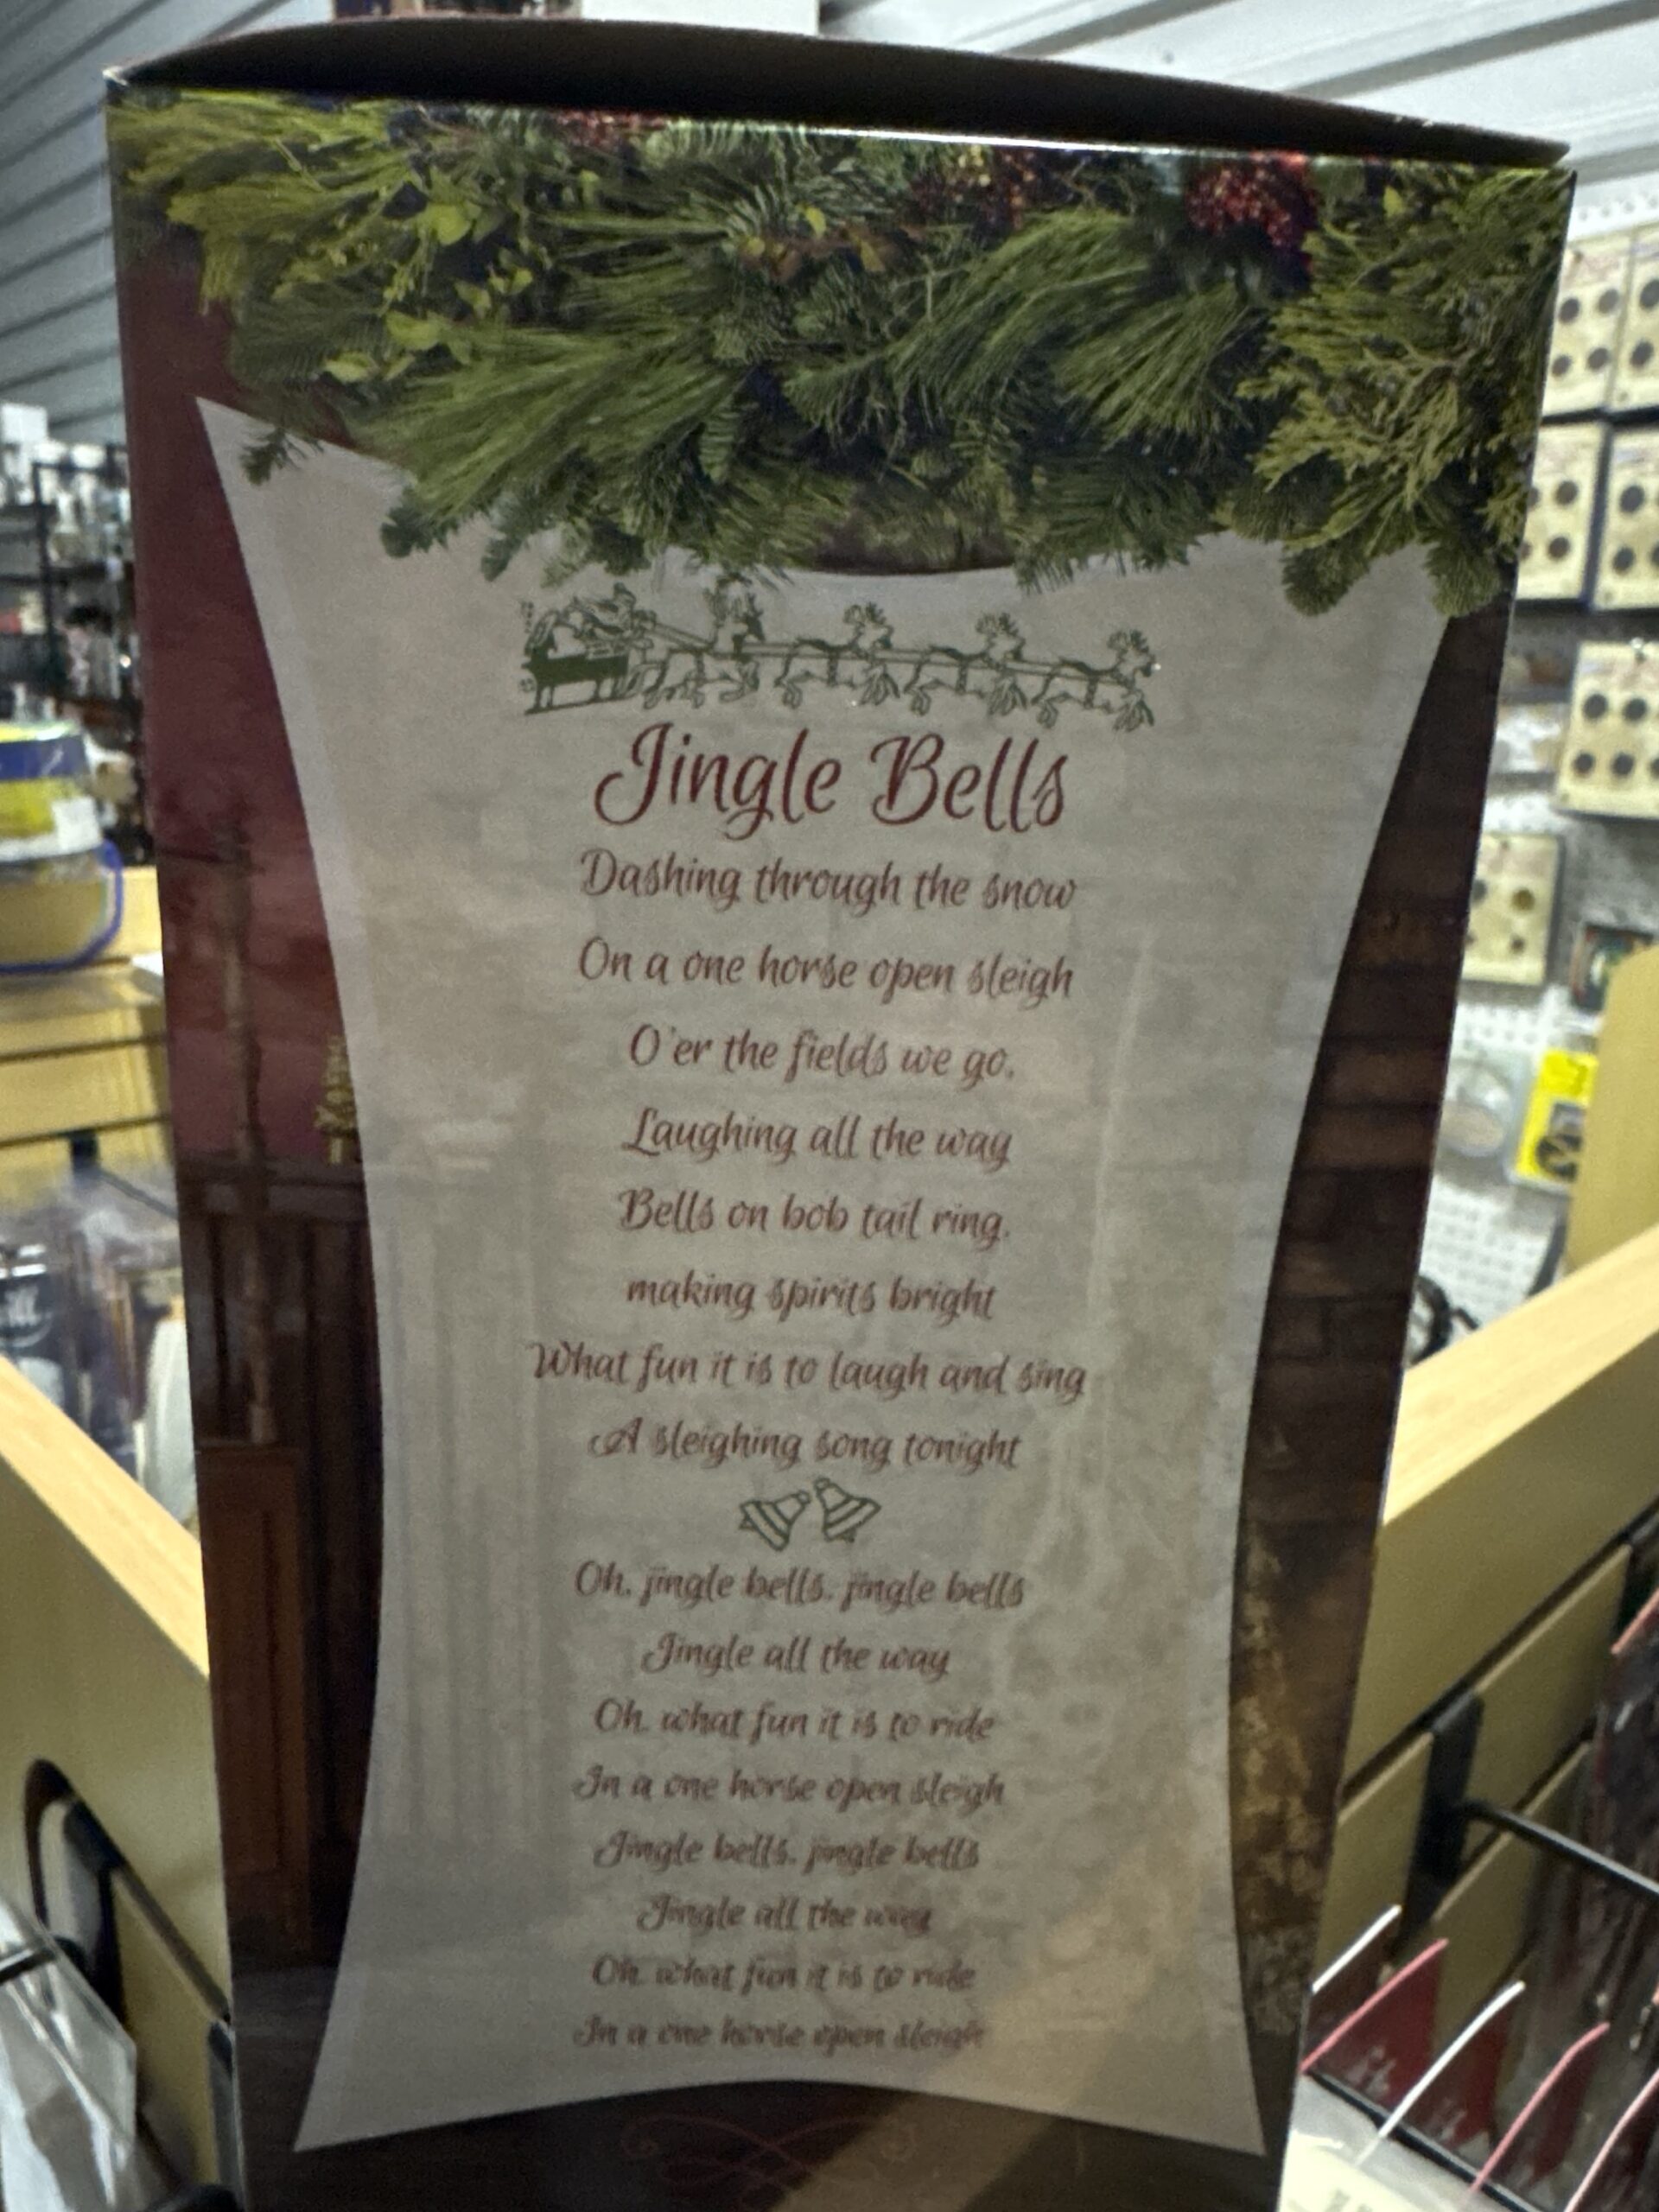 Jingle Bells
Dashing through the snow
On a one horse open sleigh
O'er the fields we go,
Laughing all the way
Bells on bob tail ring,
making spirits bright
What fun it is to laugh and sing
A sleighing song tonight
Oh, jingle bells, jingle bells
Jingle all the way
Oh, what fun it is to ride
In a one horse open sleigh
Jingle bells, jingle bells
Jingle all the way
Oh, what fun it is to ride
In a one horse open sleigh